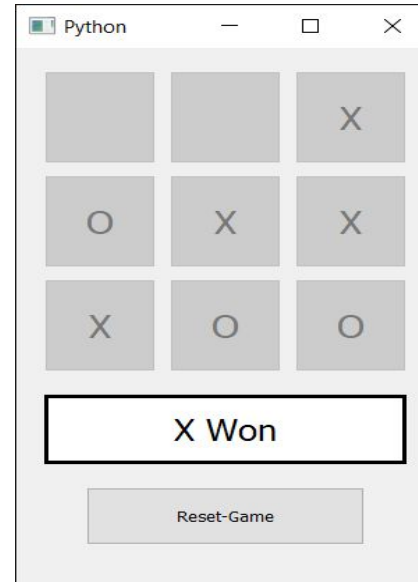 Python
X
O X X
X O O
X Won
Reset-Game